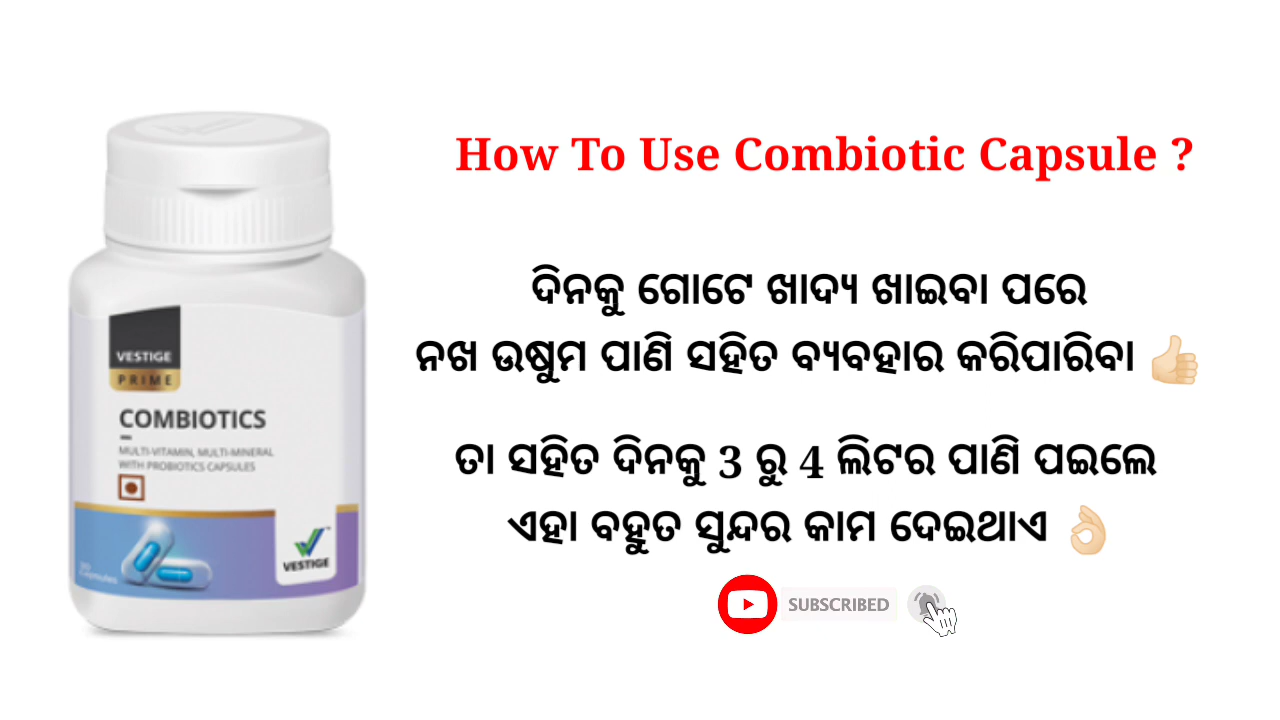 How To Use Combiotic Capsule ?
ଦିନକୁ ଗୋଟେ ଖାଦ୍ୟ ଖାଇବା ପରେ
ନଖ ଉଷୁମ ପାଣି ସହିତ ବ୍ୟବହାର କରିପାରିବା 👍🏻
ତା ସହିତ ଦିନକୁ 3 ରୁ 4 ଲିଟର ପାଣି ପଇଲେ
ଏହା ବହୁତ ସୁନ୍ଦର କାମ ଦେଇଥାଏ 👌🏻
SUBSCRIBED
VESTIGE
PRIME
COMBIOTICS
MULTI-VITAMIN, MULTI-MINERAL
WITH PROBIOTICS CAPSULES
Capsules
VESTIGE